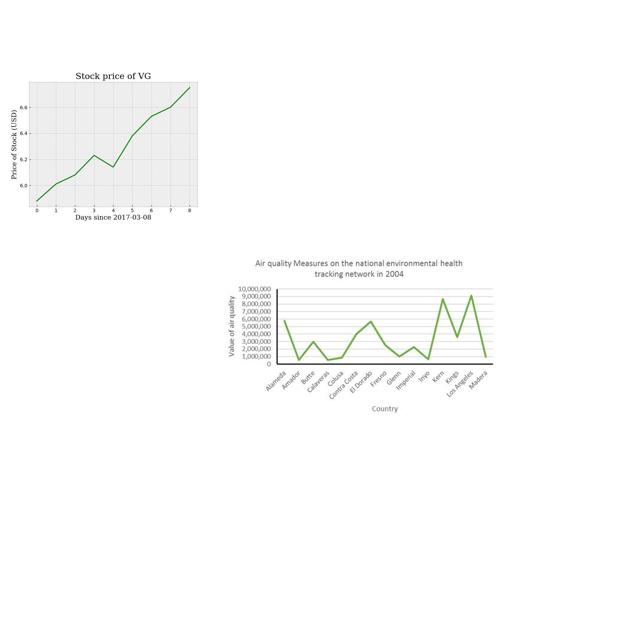 Stock price of VG
Price of Stock (USD)
6.6
6.4
6.2
6.0
0 1 2 3 4 5 6 7 8
Days since 2017-03-08
Air quality Measures on the national environmental health
tracking network in 2004
Value of air quality
10,000,000
9,000,000
8,000,000
7,000,000
6,000,000
5,000,000
4,000,000
3,000,000
2,000,000
1,000,000
0
Alameda
Amador
Butte
Calaveras
Colusa
Contra Costa
El Dorado
Fresno
Glenn
Imperial
Inyo
Kern
Kings
Los Angeles
Madera
Country